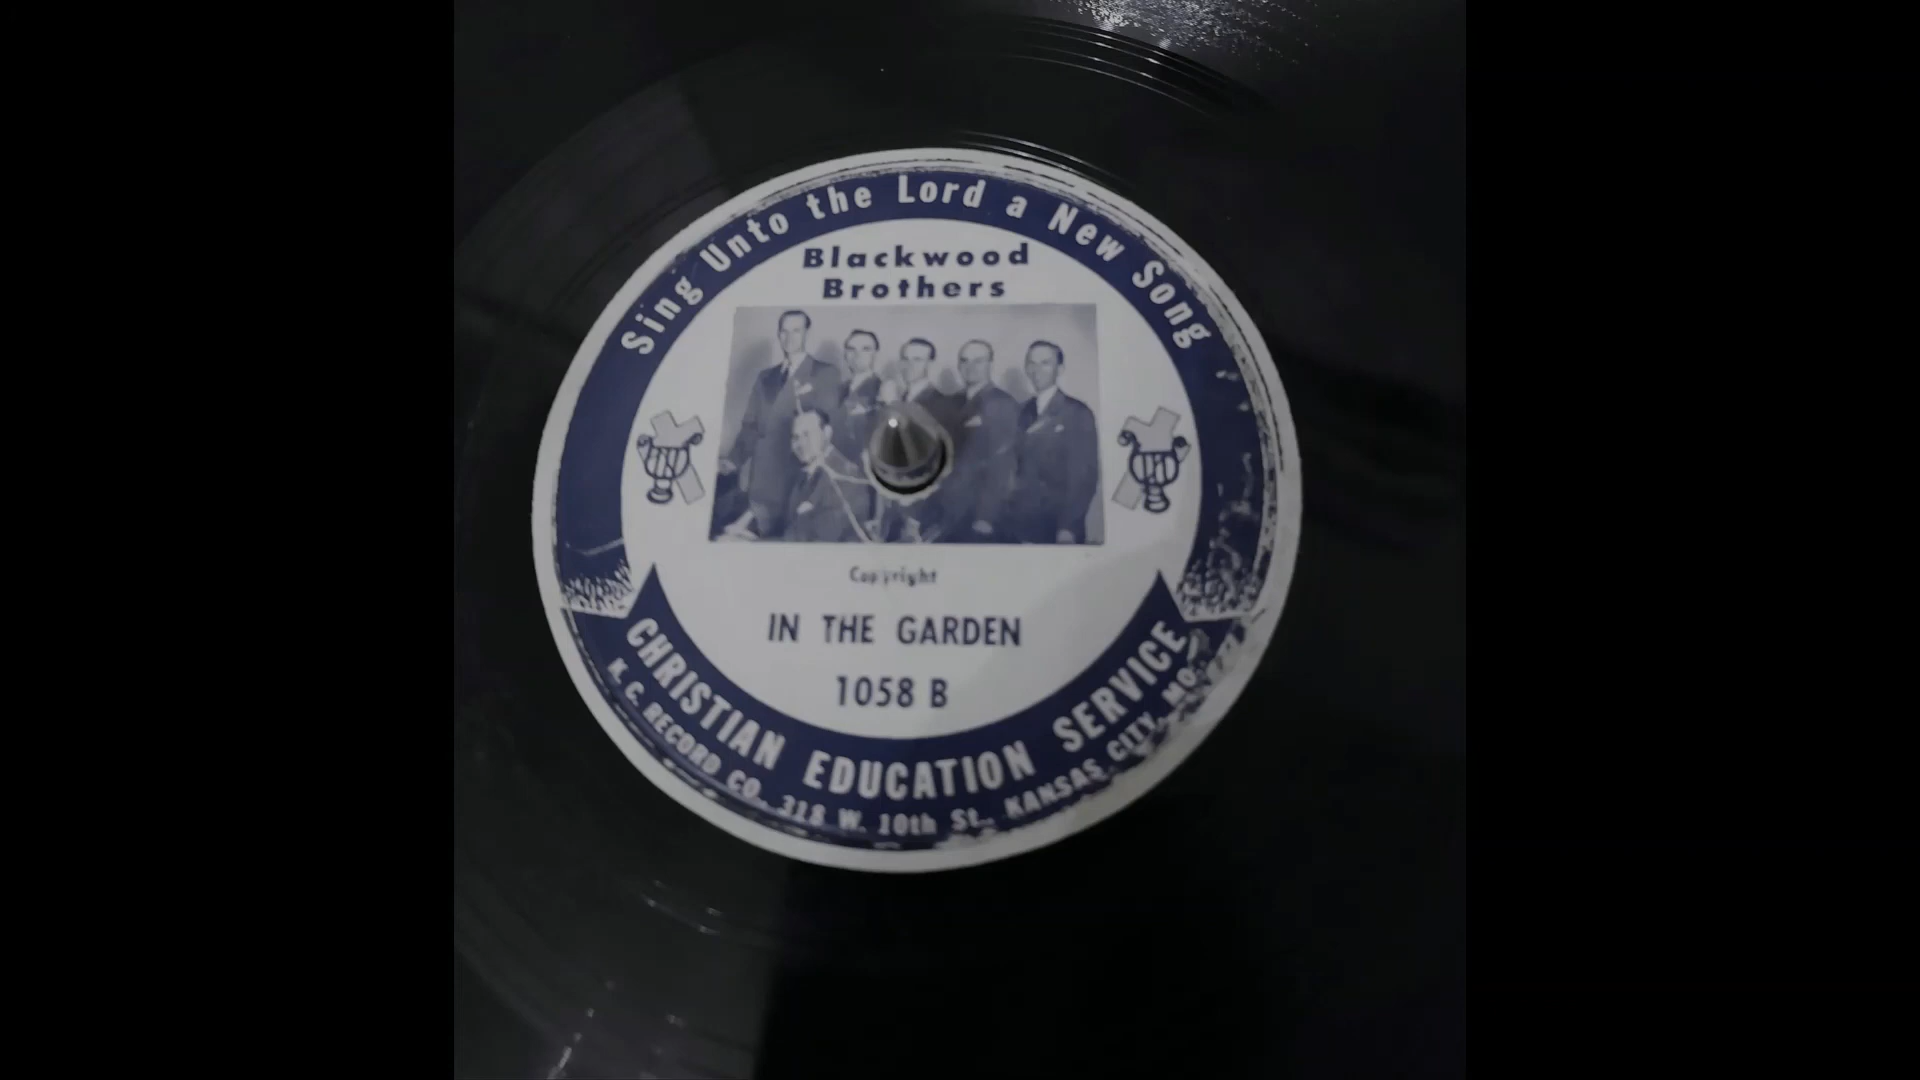 Sing Unto the Lord a New Song
Blackwood
Brothers
Copyright
IN THE GARDEN
1058 B
CHRISTIAN EDUCATION SERVICE
K. C. RECORD CO., 318 W. 10th St., KANSAS CITY, MO.